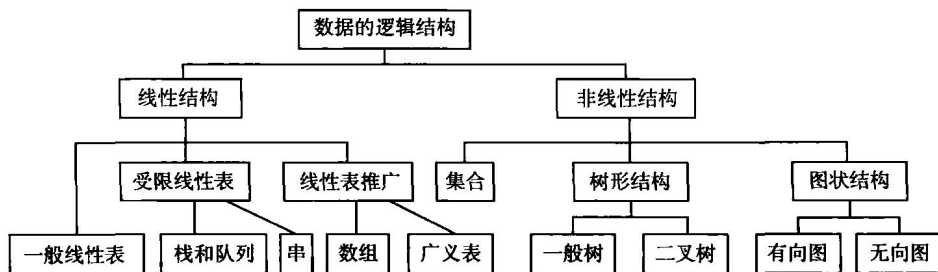 数据的逻辑结构
线性结构 非线性结构
受限线性表 线性表推广 集合 树形结构 图状结构
一般线性表 栈和队列 串 数组 广义表 一般树 二叉树 有向图 无向图